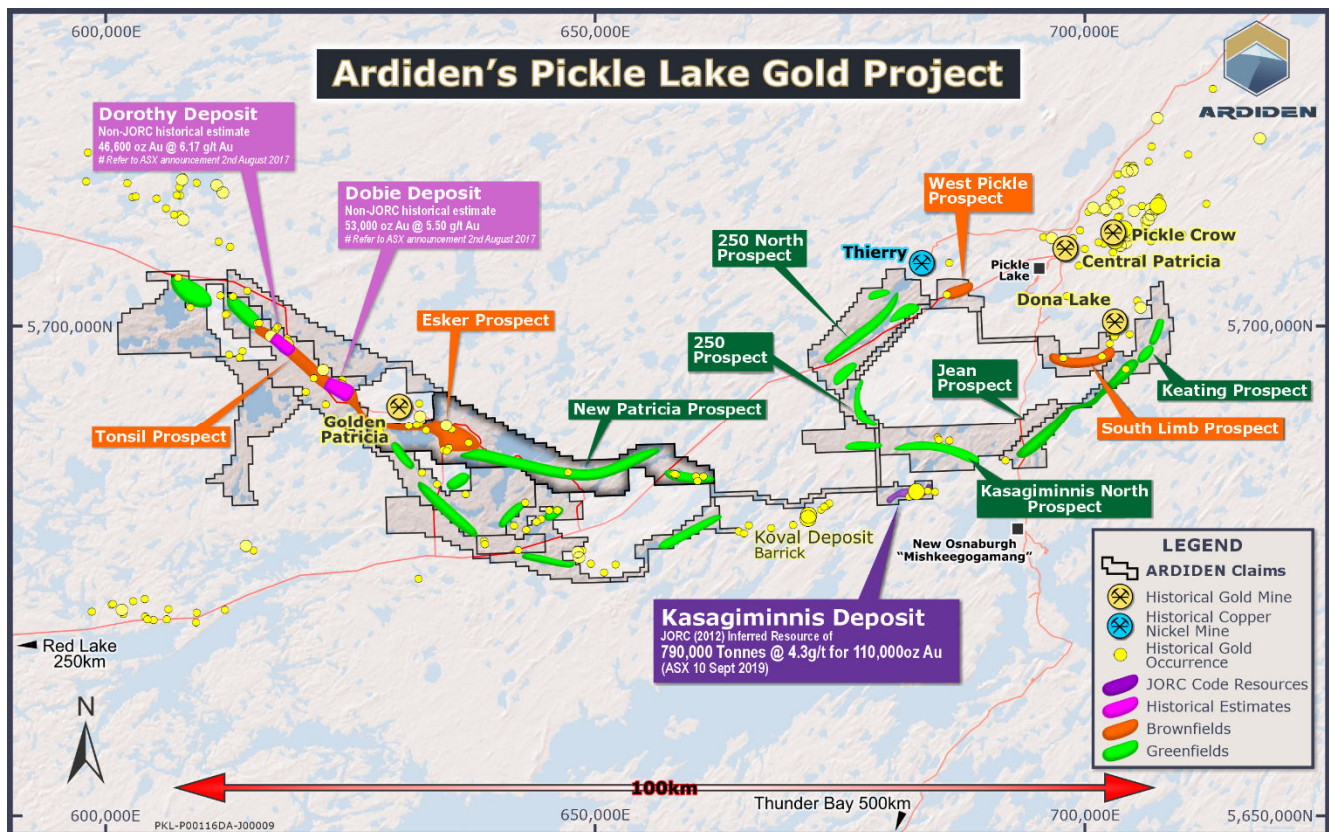 600,000E
650,000E
700,000E
Ardiden's Pickle Lake Gold Project
ARDIDEN
Dorothy Deposit
Non-JORC historical estimate
46,600 oz Au @ 6.17 g/t Au
# Refer to ASX announcement 2nd August 2017
Dobie Deposit
Non-JORC historical estimate
53,000 oz Au @ 5.50 g/t Au
# Refer to ASX announcement 2nd August 2017
West Pickle
Prospect
250 North
Prospect
Thierry
Pickle Crow
Central Patricia
Pickle
Lake
Dona Lake
5,700,000N
5,700,000N
Esker Prospect
250
Prospect
Jean
Prospect
Keating Prospect
New Patricia Prospect
Tonsil Prospect
Golden
Patricia
South Limb Prospect
Kasagiminnis North
Prospect
Koval Deposit
Barrick
New Osnaburgh
"Mishkeegogamang"
Kasagiminnis Deposit
JORC (2012) Inferred Resource of
790,000 Tonnes @ 4.3g/t for 110,000oz Au
(ASX 10 Sept 2019)
LEGEND
ARDIDEN Claims
Historical Gold Mine
Historical Copper
Nickel Mine
Historical Gold
Occurrence
JORC Code Resources
Historical Estimates
Brownfields
Greenfields
Red Lake
250km
N
100km
Thunder Bay 500km
600,000E
PKL-P00116DA-J00009
650,000E
700,000E
5,650,000N